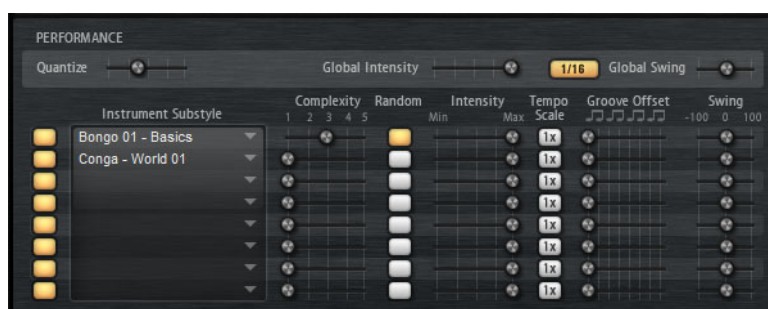 PERFORMANCE
Quantize Global Intensity 1/16 Global Swing
Instrument Substyle Complexity Random Intensity Tempo Scale Groove Offset Swing
1 2 3 4 5 Min Max -100 0 100
Bongo 01 - Basics 1x
Conga - World 01 1x
1x
1x
1x
1x
1x
1x